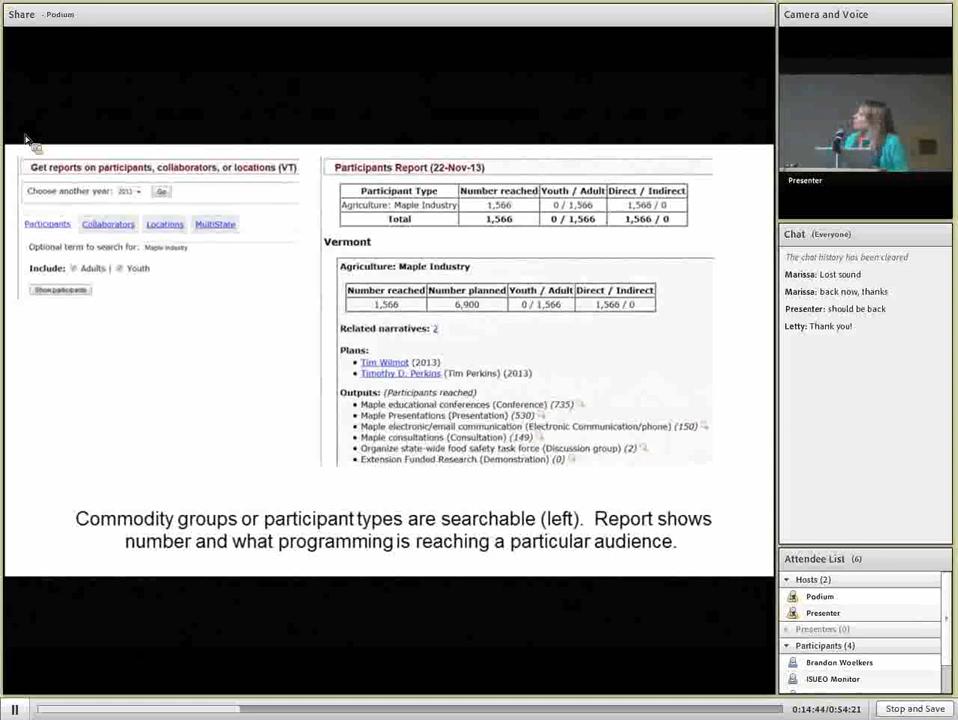 Share - Podium
Get reports on participants, collaborators, or locations (VT)
Choose another year: 2013 Go
Participants Collaborators Locations MultiState
Optional term to search for: Maple Industry
Include: Adults | Youth
Show participants
Participants Report (22-Nov-13)
Participant Type Number reached Youth / Adult Direct / Indirect
Agriculture: Maple Industry 1,566 0 / 1,566 1,566 / 0
Total 1,566 0 / 1,566 1,566 / 0
Vermont
Agriculture: Maple Industry
Number reached Number planned Youth / Adult Direct / Indirect
1,566 6,900 0 / 1,566 1,566 / 0
Related narratives: 2
Plans:
• Tim Wilmot (2013)
• Timothy D. Perkins (Tim Perkins) (2013)
Outputs: (Participants reached)
• Maple educational conferences (Conference) (735)
• Maple Presentations (Presentation) (530)
• Maple electronic/email communication (Electronic Communication/phone) (150)
• Maple consultations (Consultation) (149)
• Organize state-wide food safety task force (Discussion group) (2)
• Extension Funded Research (Demonstration) (0)
Commodity groups or participant types are searchable (left). Report shows
number and what programming is reaching a particular audience.
Camera and Voice
Presenter
Chat (Everyone)
The chat history has been cleared
Marissa: Lost sound
Marissa: back now, thanks
Presenter: should be back
Letty: Thank you!
Attendee List (6)
Hosts (2)
Podium
Presenter
Presenters (0)
Participants (4)
Brandon Woelkers
ISUEO Monitor
0:14:44/0:54:21
Stop and Save